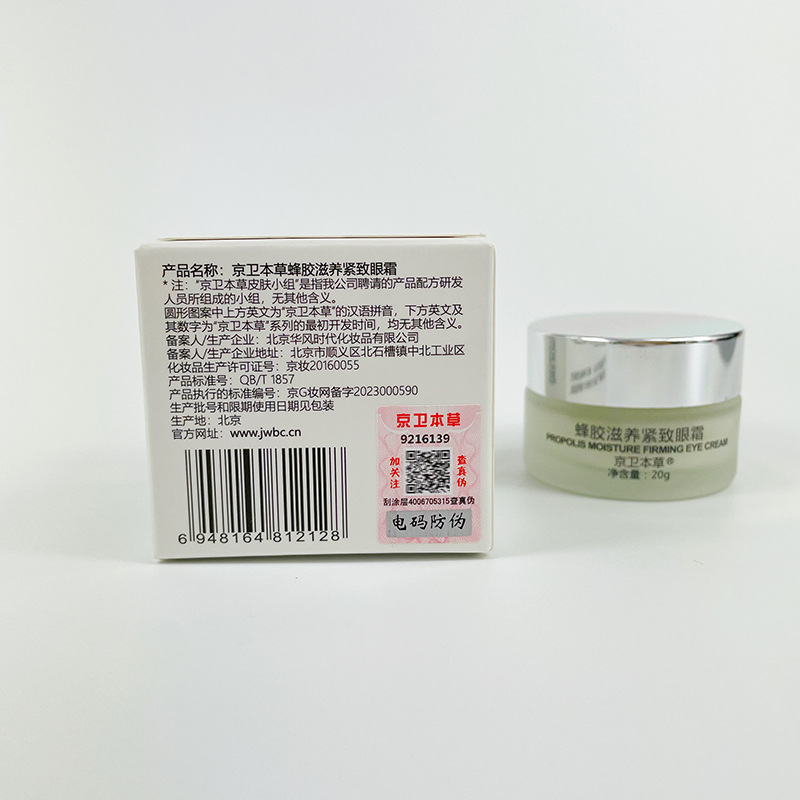 产品名称：京卫本草蜂胶滋养紧致眼霜
*注：“京卫本草皮肤小组”是指我公司聘请的产品配方研发
人员所组成的小组，无其他含义。
圆形图案中上方英文为“京卫本草”的汉语拼音，下方英文及
其数字为“京卫本草”系列的最初开发时间，均无其他含义。
备案人/生产企业：北京华风时代化妆品有限公司
备案人/生产企业地址：北京市顺义区北石槽镇中北工业区
化妆品生产许可证号：京妆20160055
产品标准号：QB/T 1857
产品执行的标准编号：京G妆网备字2023000590
生产批号和限期使用日期见包装
生产地：北京
官方网址：www.jwbc.cn
6 948164 812128
京卫本草
9216139
加关注
查真伪
刮涂层4006705315查真伪
电码防伪
蜂胶滋养紧致眼霜
PROPOLIS MOISTURE FIRMING EYE CREAM
京卫本草®
净含量：20g